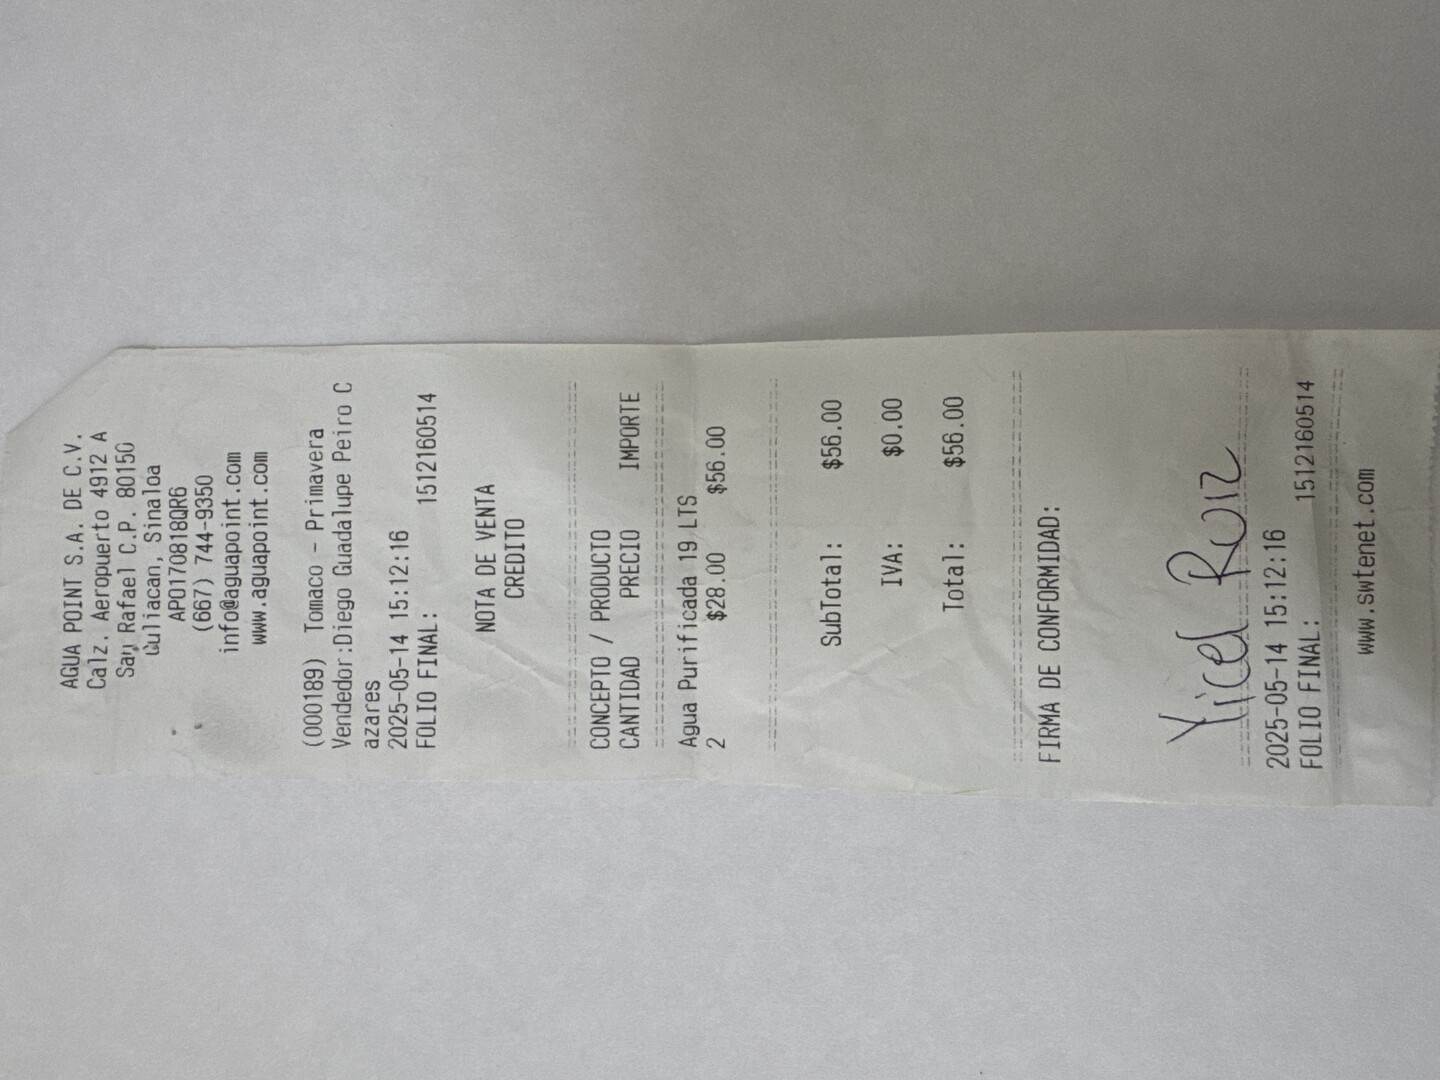 AGUA POINT S.A. DE C.V.
Calz. Aeropuerto 4912 A
San Rafael C.P. 80150
Culiacan, Sinaloa
APO170818QR6
(667) 744-9350
info@aguapoint.com
www.aguapoint.com
(000189) Tomaco - Primavera
Vendedor:Diego Guadalupe Peiro C
azares
2025-05-14 15:12:16
FOLIO FINAL: 1512160514
NOTA DE VENTA
CREDITO
CONCEPTO / PRODUCTO
CANTIDAD PRECIO IMPORTE
Agua Purificada 19 LTS
2 $28.00 $56.00
SubTotal: $56.00
IVA: $0.00
Total: $56.00
FIRMA DE CONFORMIDAD:
Yicel Ruiz
2025-05-14 15:12:16
FOLIO FINAL: 1512160514
www.swtenet.com